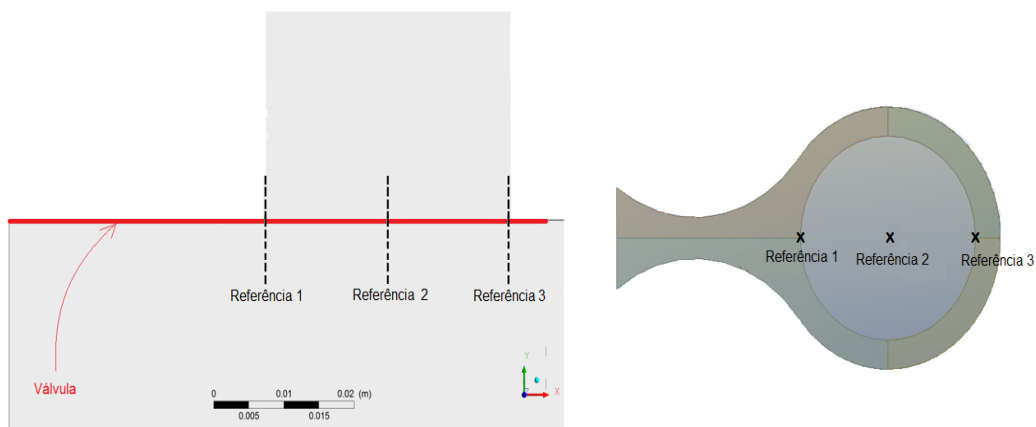 Referência 1
Referência 2
Referência 3
Válvula
0
0.01
0.02 (m)
0.005
0.015
Y
Z
X
Referência 1
Referência 2
Referência 3